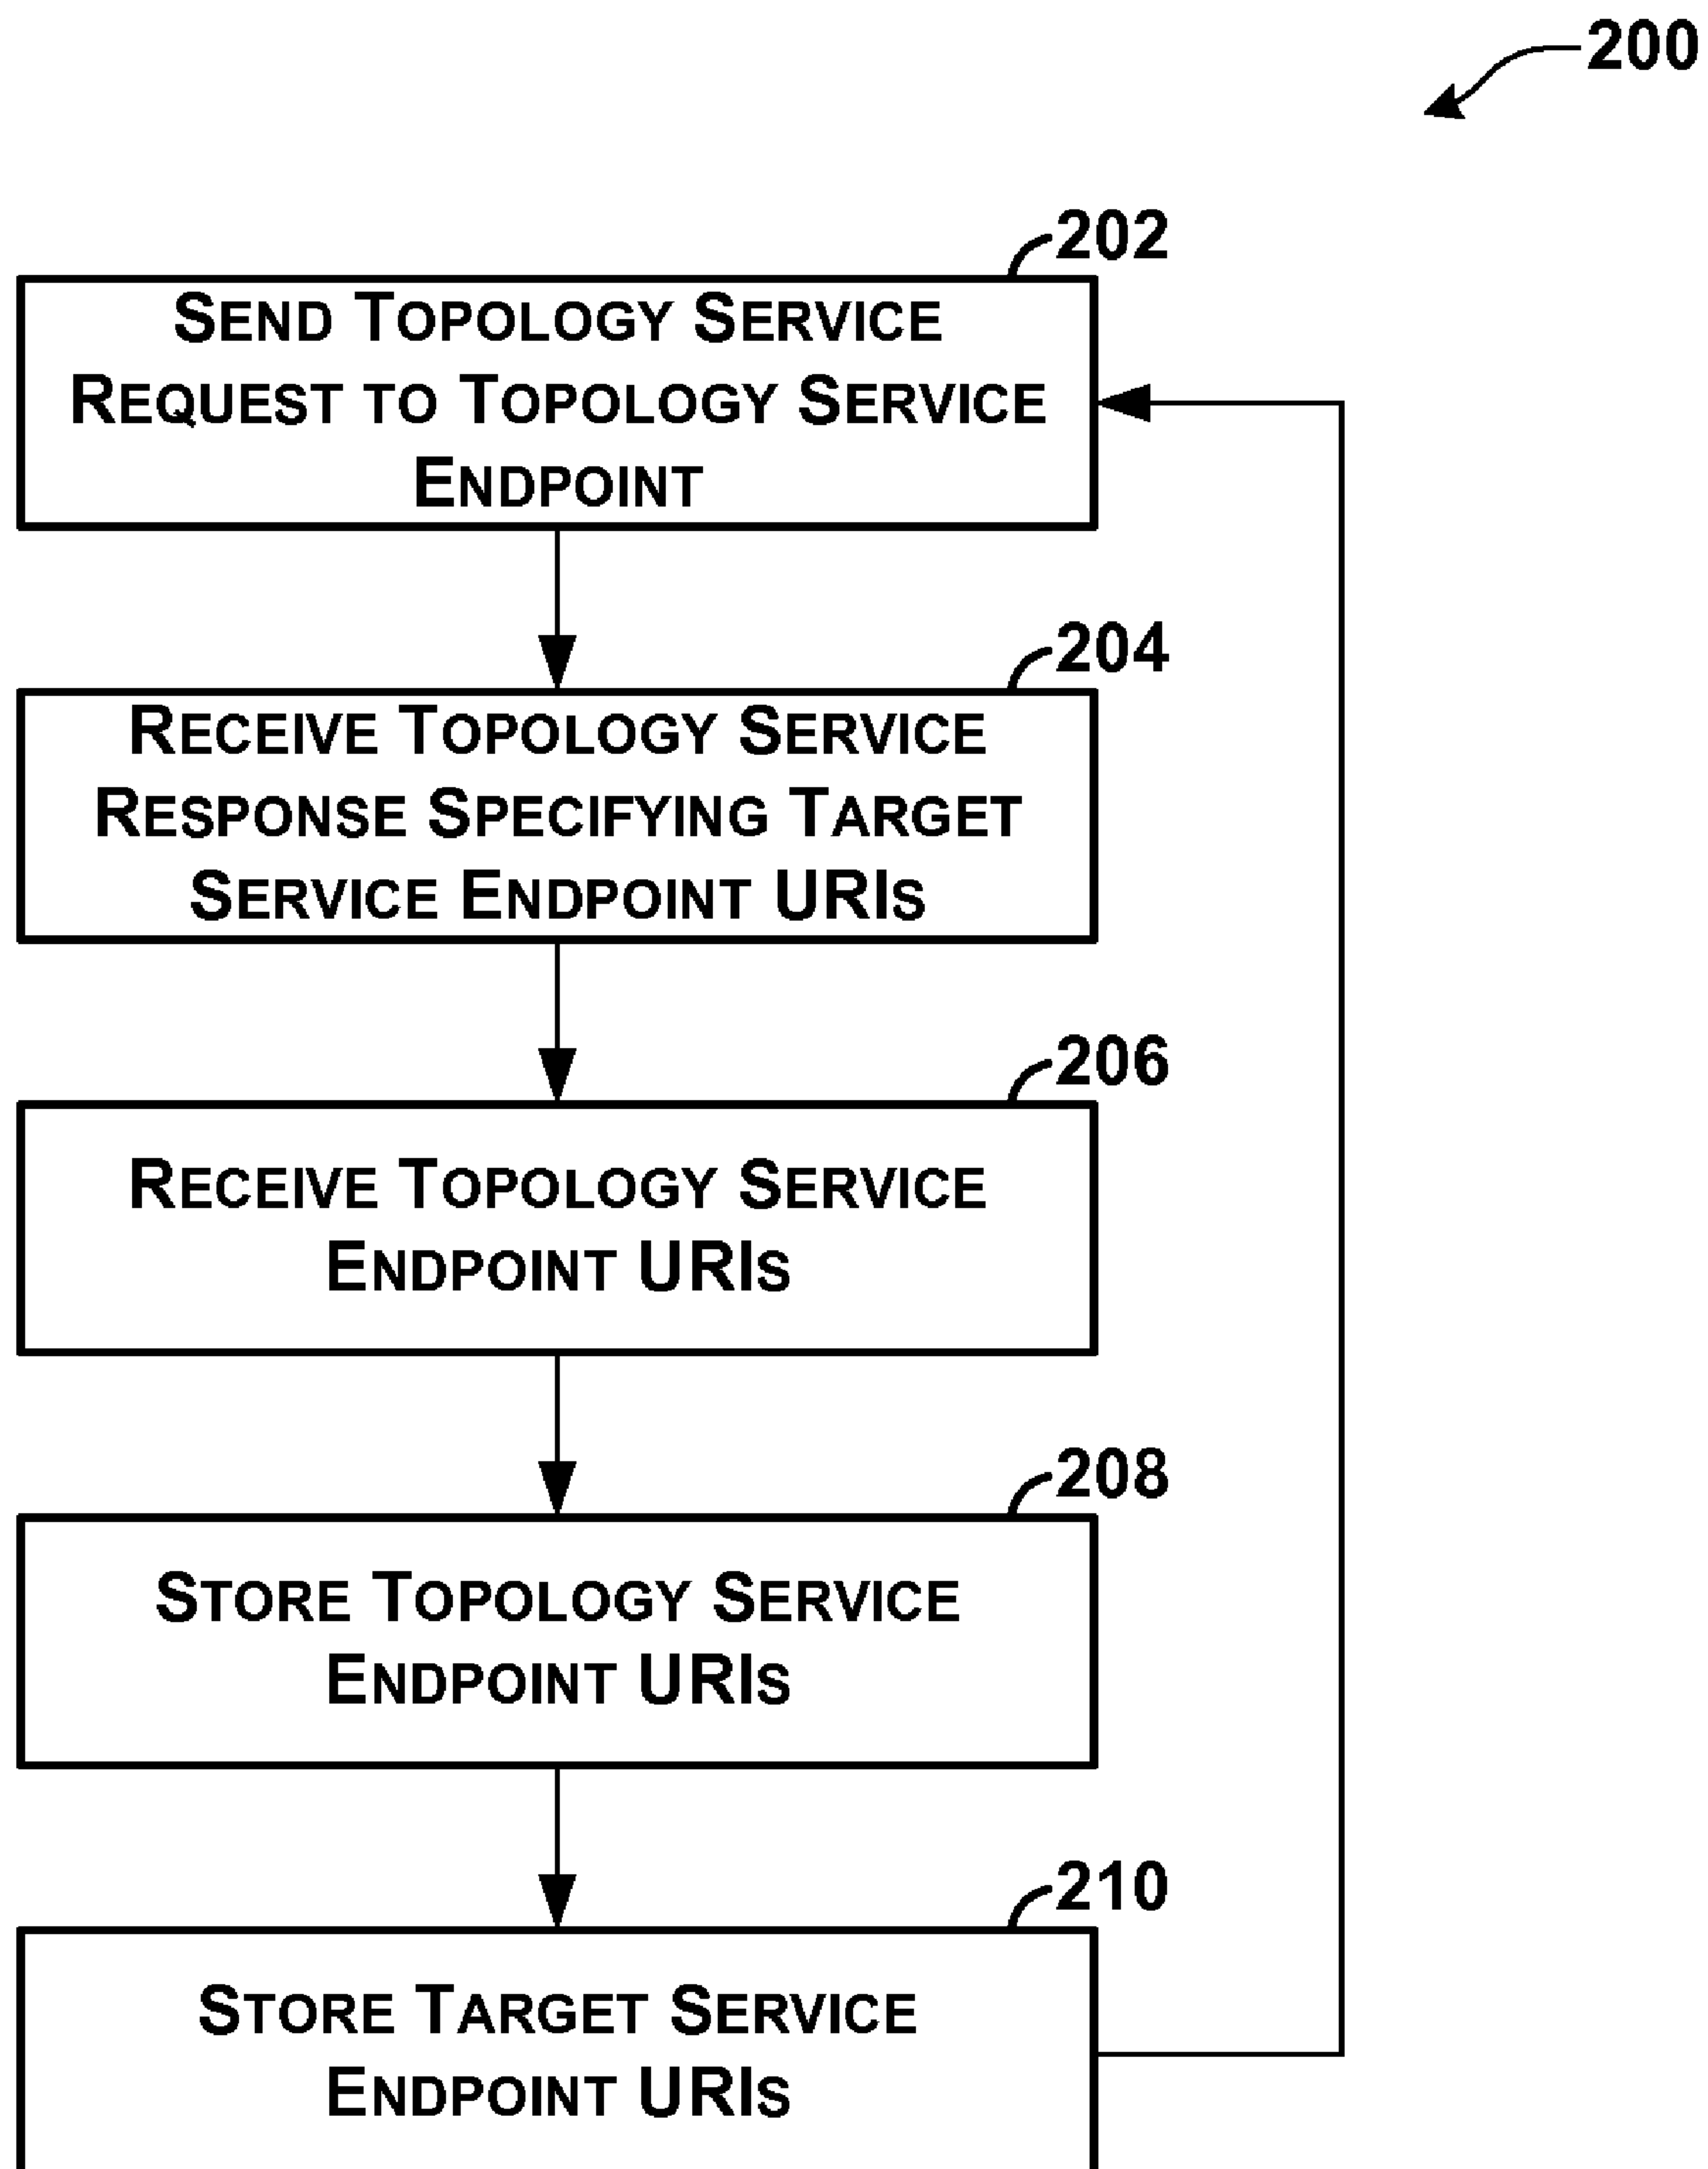 200
202
SEND TOPOLOGY SERVICE
REQUEST TO TOPOLOGY SERVICE
ENDPOINT
204
RECEIVE TOPOLOGY SERVICE
RESPONSE SPECIFYING TARGET
SERVICE ENDPOINT URIS
206
RECEIVE TOPOLOGY SERVICE
ENDPOINT URIS
208
STORE TOPOLOGY SERVICE
ENDPOINT URIS
210
STORE TARGET SERVICE
ENDPOINT URIS